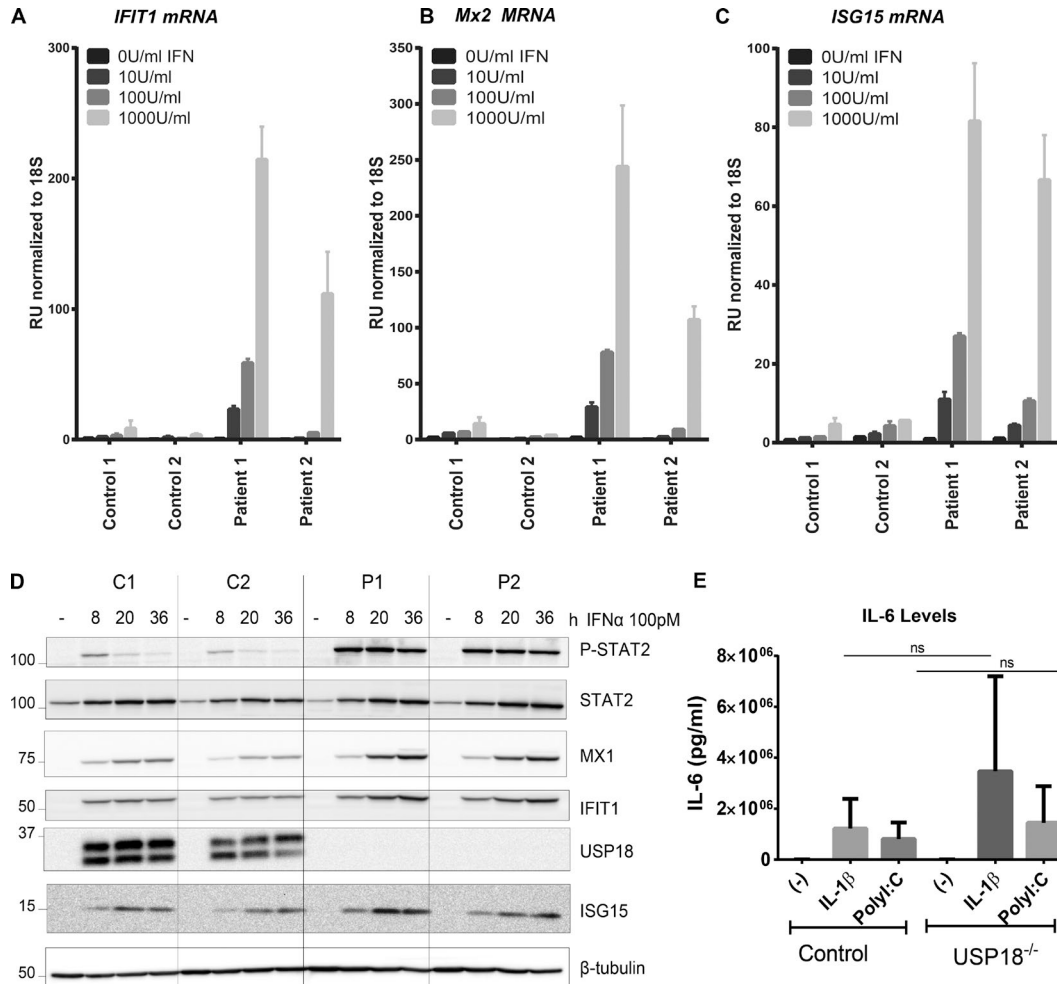 A
IFIT1 mRNA
0U/ml IFN
10U/ml
100U/ml
1000U/ml
RU normalized to 18S
300
200
100
0
Control 1
Control 2
Patient 1
Patient 2
B
Mx2 MRNA
0U/ml IFN
10U/ml
100U/ml
1000U/ml
RU normalized to 18S
350
300
250
200
150
100
50
0
Control 1
Control 2
Patient 1
Patient 2
C
ISG15 mRNA
0U/ml IFN
10U/ml
100U/ml
1000U/ml
RU normalized to 18S
100
80
60
40
20
0
Control 1
Control 2
Patient 1
Patient 2
D
C1 C2 P1 P2
- 8 20 36 - 8 20 36 - 8 20 36 - 8 20 36 h IFNα 100pM
100 P-STAT2
100 STAT2
75 MX1
50 IFIT1
37 USP18
15 ISG15
50 β-tubulin
E
IL-6 Levels
ns
ns
IL-6 (pg/ml)
8×10⁰⁶
6×10⁰⁶
4×10⁰⁶
2×10⁰⁶
0
(-) IL-1β PolyI:C (-) IL-1β PolyI:C
Control USP18⁻/⁻